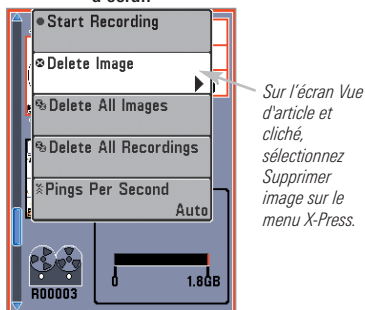 Start Recording
Delete Image
Delete All Images
Delete All Recordings
Pings Per Second
Auto
R00003
0
1.8GB
Sur l'écran Vue
d'article et
cliché,
sélectionnez
Supprimer
image sur le
menu X-Press.